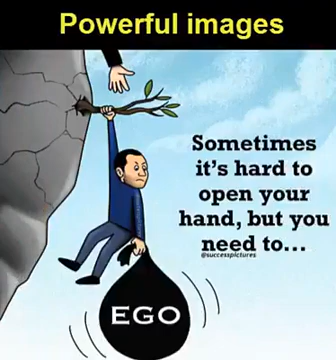 Powerful images
Sometimes
it's hard to
open your
hand, but you
need to...
@successpictures
EGO